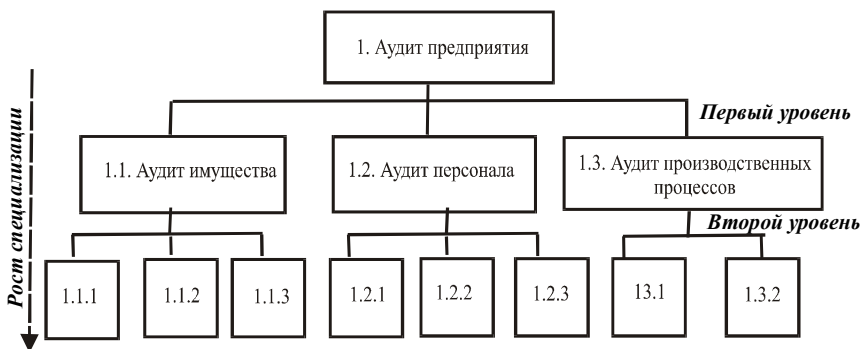 1. Аудит предприятия
Первый уровень
1.1. Аудит имущества
1.2. Аудит персонала
1.3. Аудит производственных
процессов
Второй уровень
1.1.1
1.1.2
1.1.3
1.2.1
1.2.2
1.2.3
13.1
1.3.2
Рост специализации